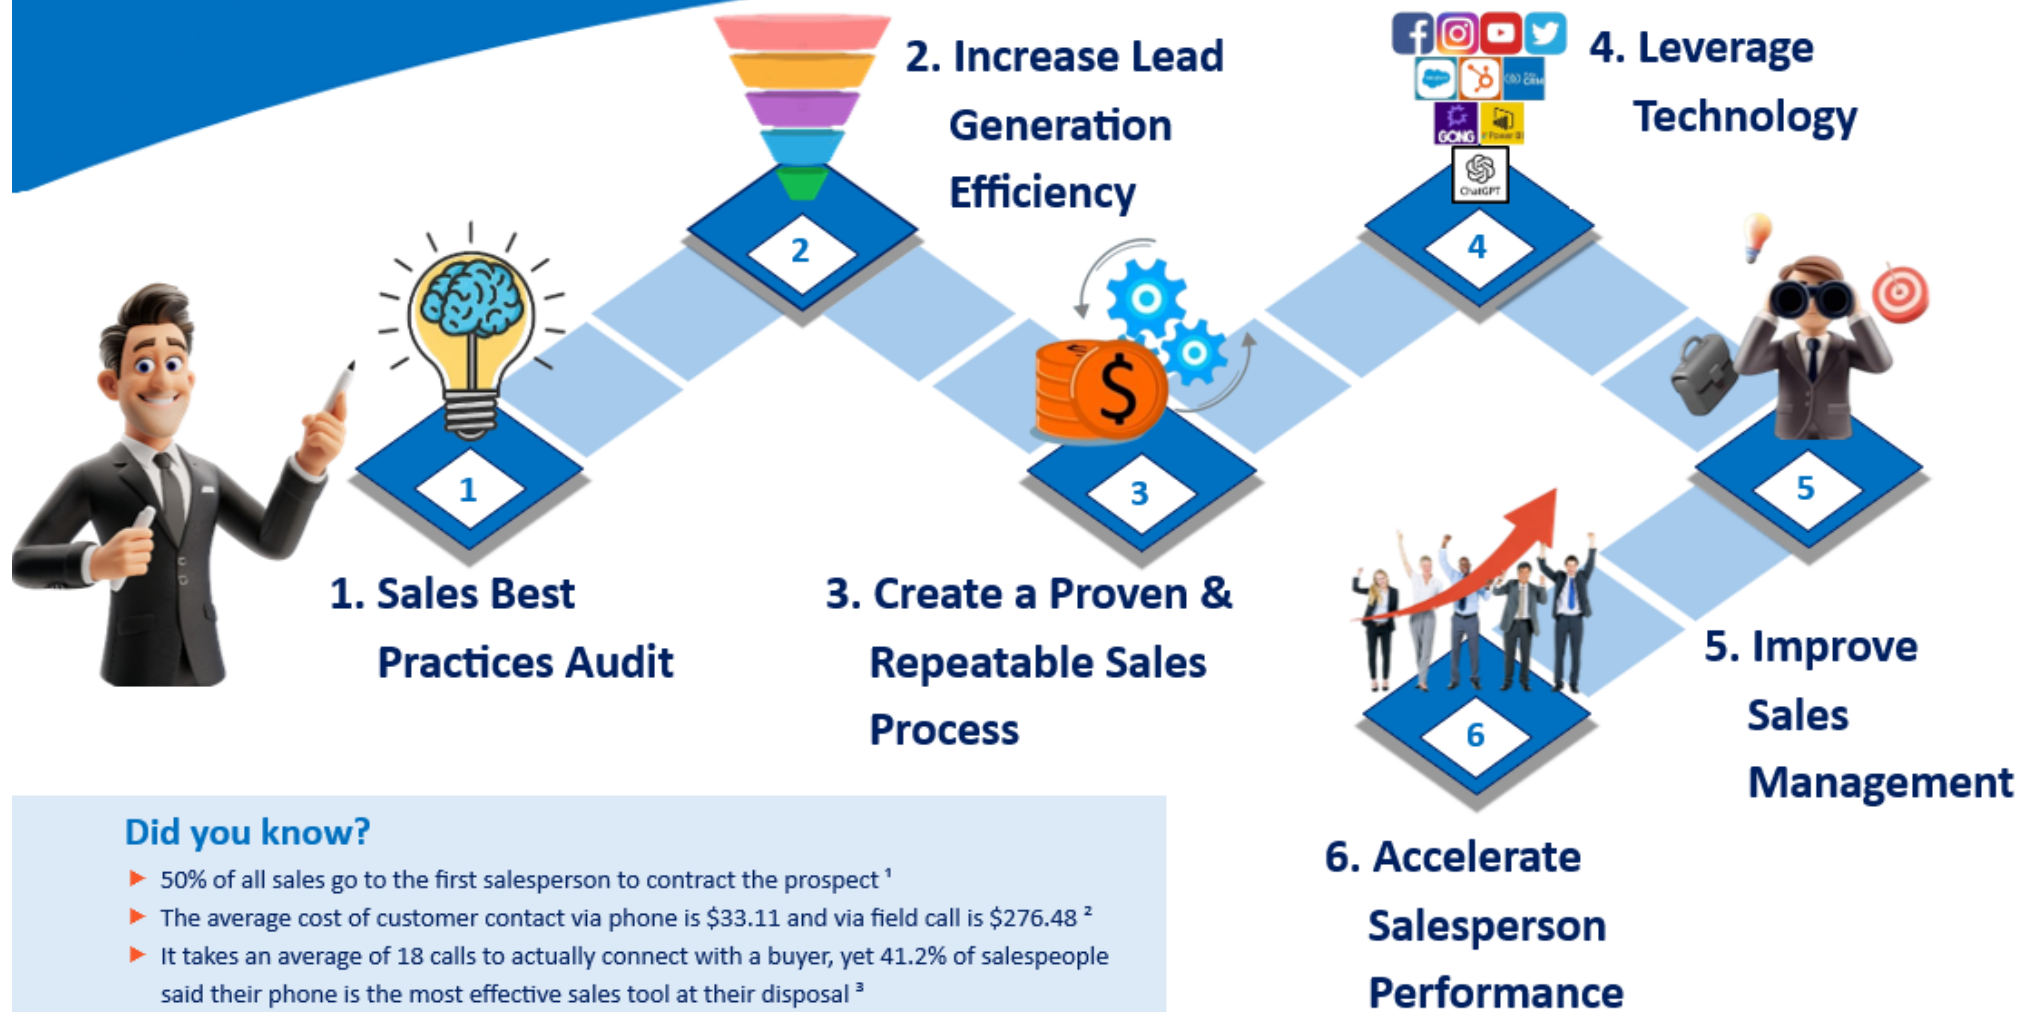 2. Increase Lead
Generation
Efficiency
4. Leverage
Technology
GONG
Power BI
ChatGPT
2
4
1
3
5
6
1. Sales Best
Practices Audit
3. Create a Proven &
Repeatable Sales
Process
5. Improve
Sales
Management
6. Accelerate
Salesperson
Performance
Did you know?
50% of all sales go to the first salesperson to contract the prospect ¹
The average cost of customer contact via phone is $33.11 and via field call is $276.48 ²
It takes an average of 18 calls to actually connect with a buyer, yet 41.2% of salespeople
said their phone is the most effective sales tool at their disposal ³